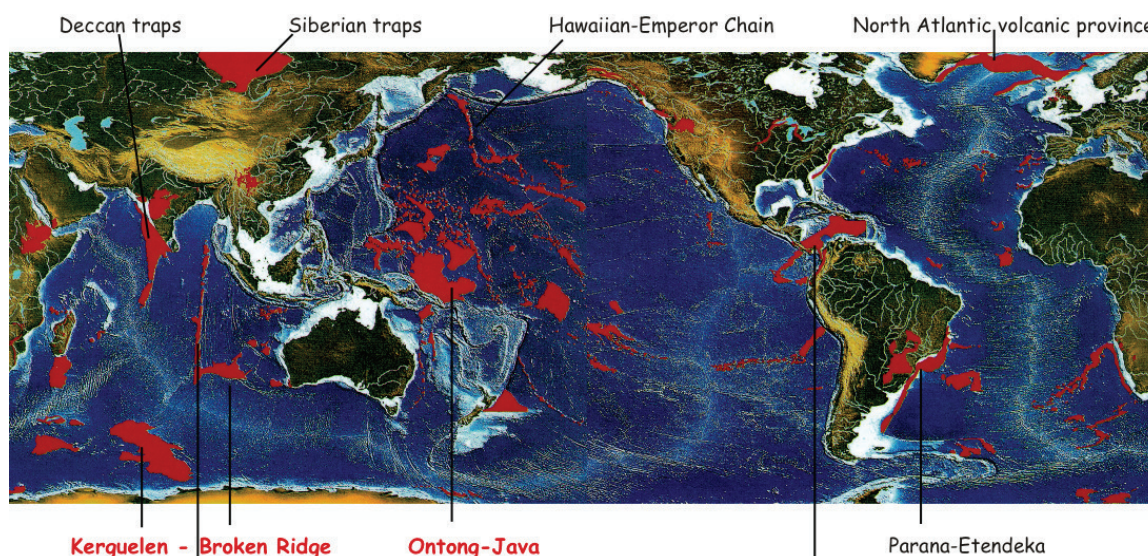 Deccan traps Siberian traps Hawaiian-Emperor Chain North Atlantic volcanic province
Kerguelen - Broken Ridge Ontong-Java Parana-Etendeka